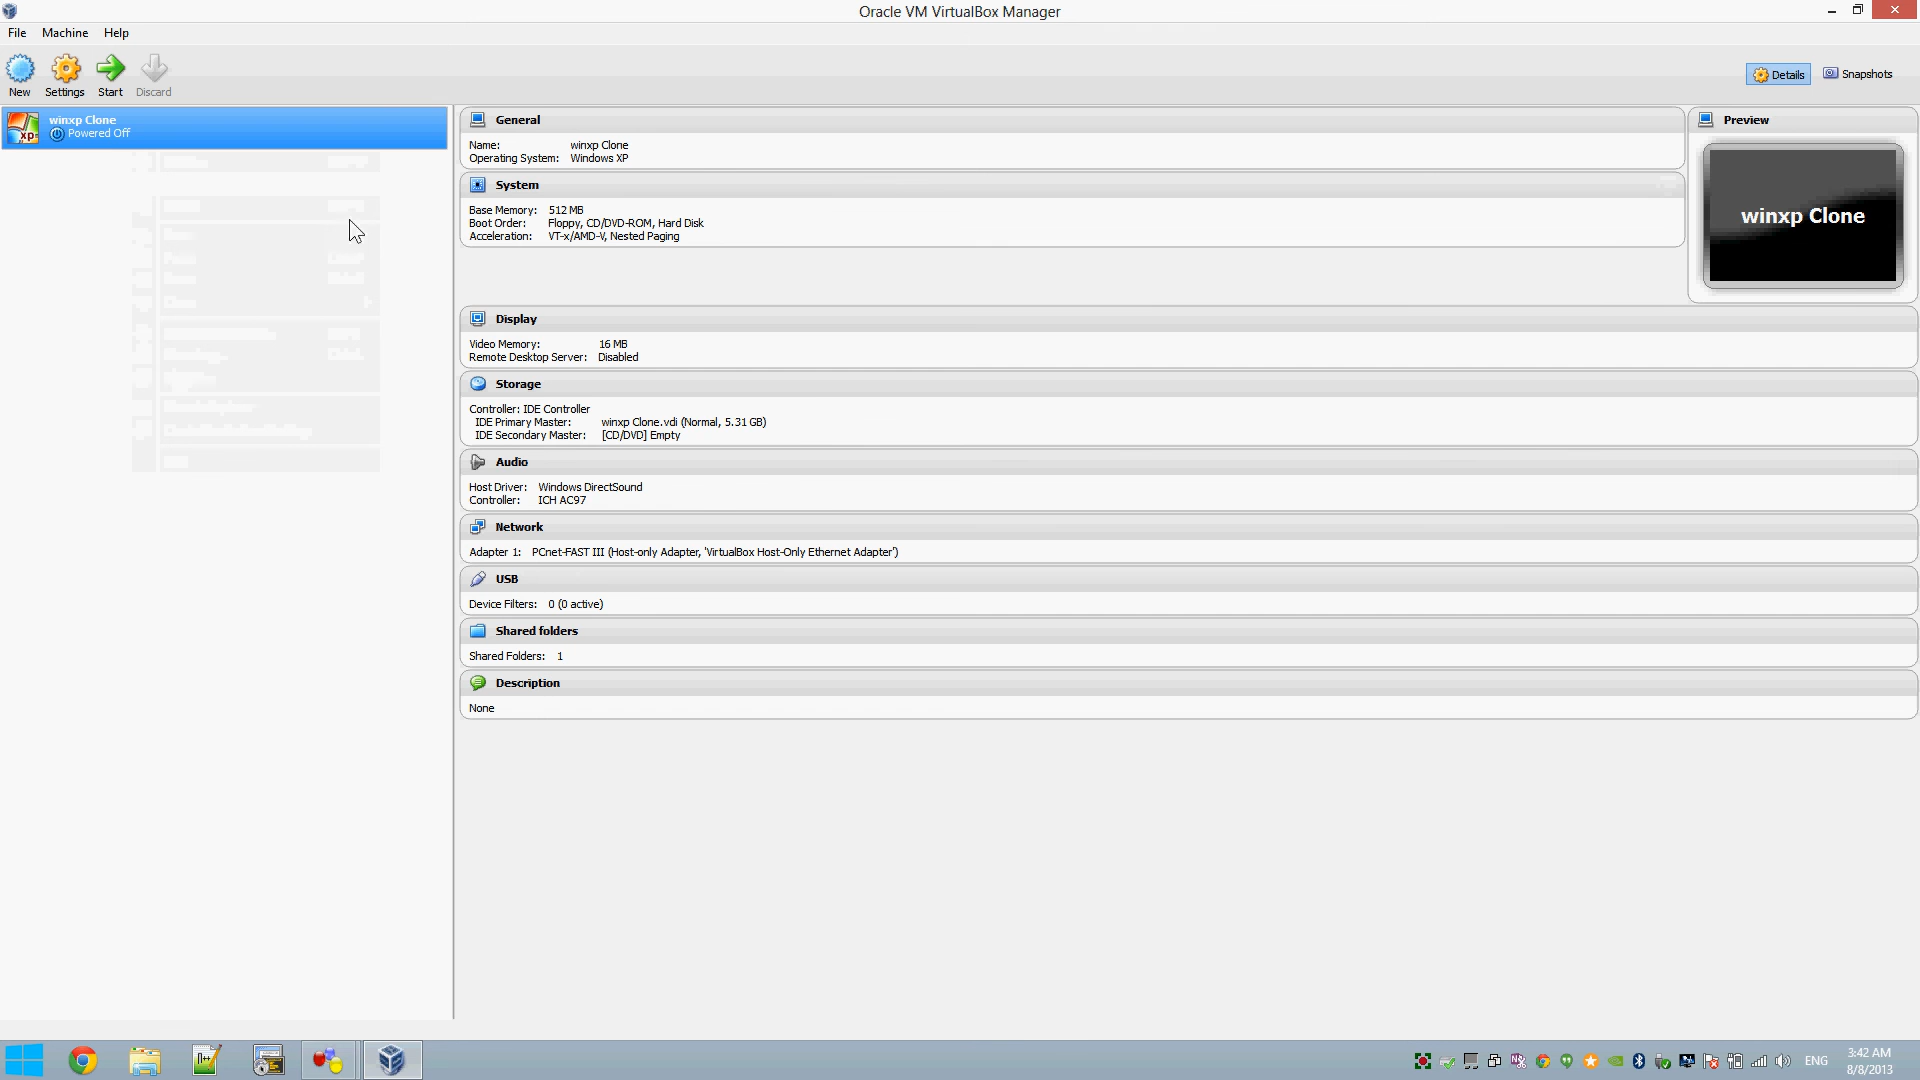 Oracle VM VirtualBox Manager
File Machine Help
New Settings Start Discard
Details Snapshots
winxp Clone
Powered Off
xp
General
Name: winxp Clone
Operating System: Windows XP
System
Base Memory: 512 MB
Boot Order: Floppy, CD/DVD-ROM, Hard Disk
Acceleration: VT-x/AMD-V, Nested Paging
Preview
winxp Clone
Display
Video Memory: 16 MB
Remote Desktop Server: Disabled
Storage
Controller: IDE Controller
IDE Primary Master: winxp Clone.vdi (Normal, 5.31 GB)
IDE Secondary Master: [CD/DVD] Empty
Audio
Host Driver: Windows DirectSound
Controller: ICH AC97
Network
Adapter 1: PCnet-FAST III (Host-only Adapter, 'VirtualBox Host-Only Ethernet Adapter')
USB
Device Filters: 0 (0 active)
Shared folders
Shared Folders: 1
Description
None
ENG
3:42 AM
8/8/2013